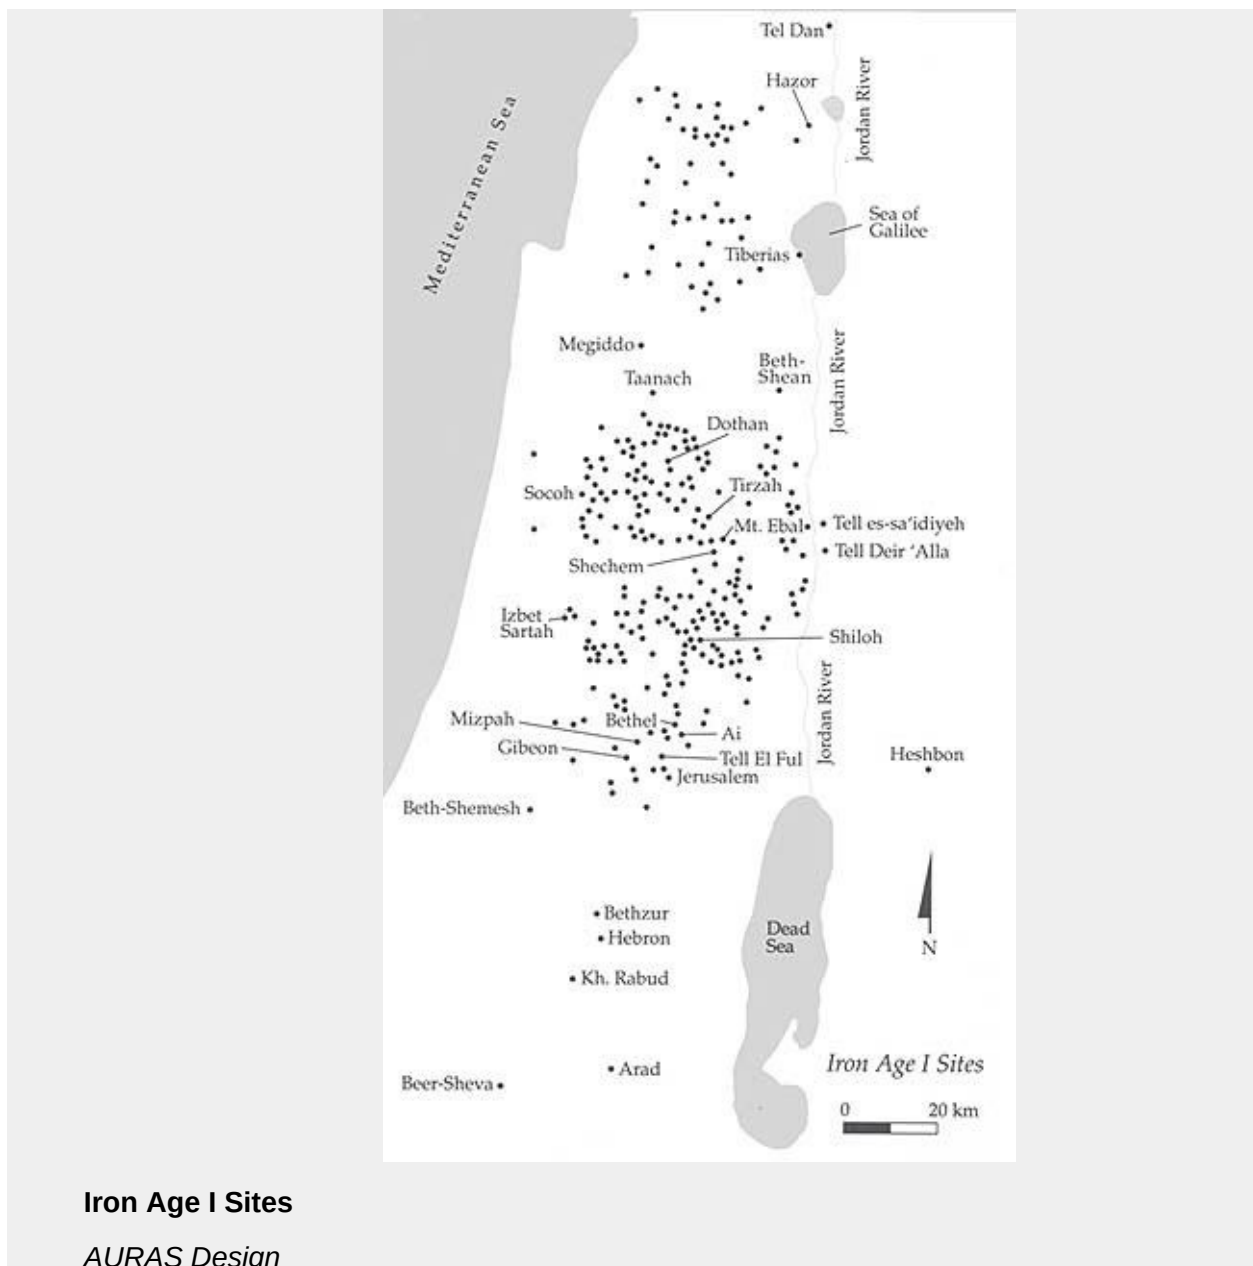 Tel Dan
Hazor
Jordan River
Mediterranean Sea
Sea of
Galilee
Tiberias
Megiddo
Beth-
Shean
Taanach
Jordan River
Dothan
Socoh
Tirzah
Mt. Ebal
Tell es-sa‘idiyeh
Tell Deir ‘Alla
Shechem
Izbet
Sartah
Shiloh
Jordan River
Mizpah
Bethel
Ai
Gibeon
Tell El Ful
Heshbon
Jerusalem
Beth-Shemesh
Bethzur
Dead
Sea
Hebron
N
Kh. Rabud
Iron Age I Sites
Arad
Beer-Sheva
0 20 km
Iron Age I Sites
AURAS Design